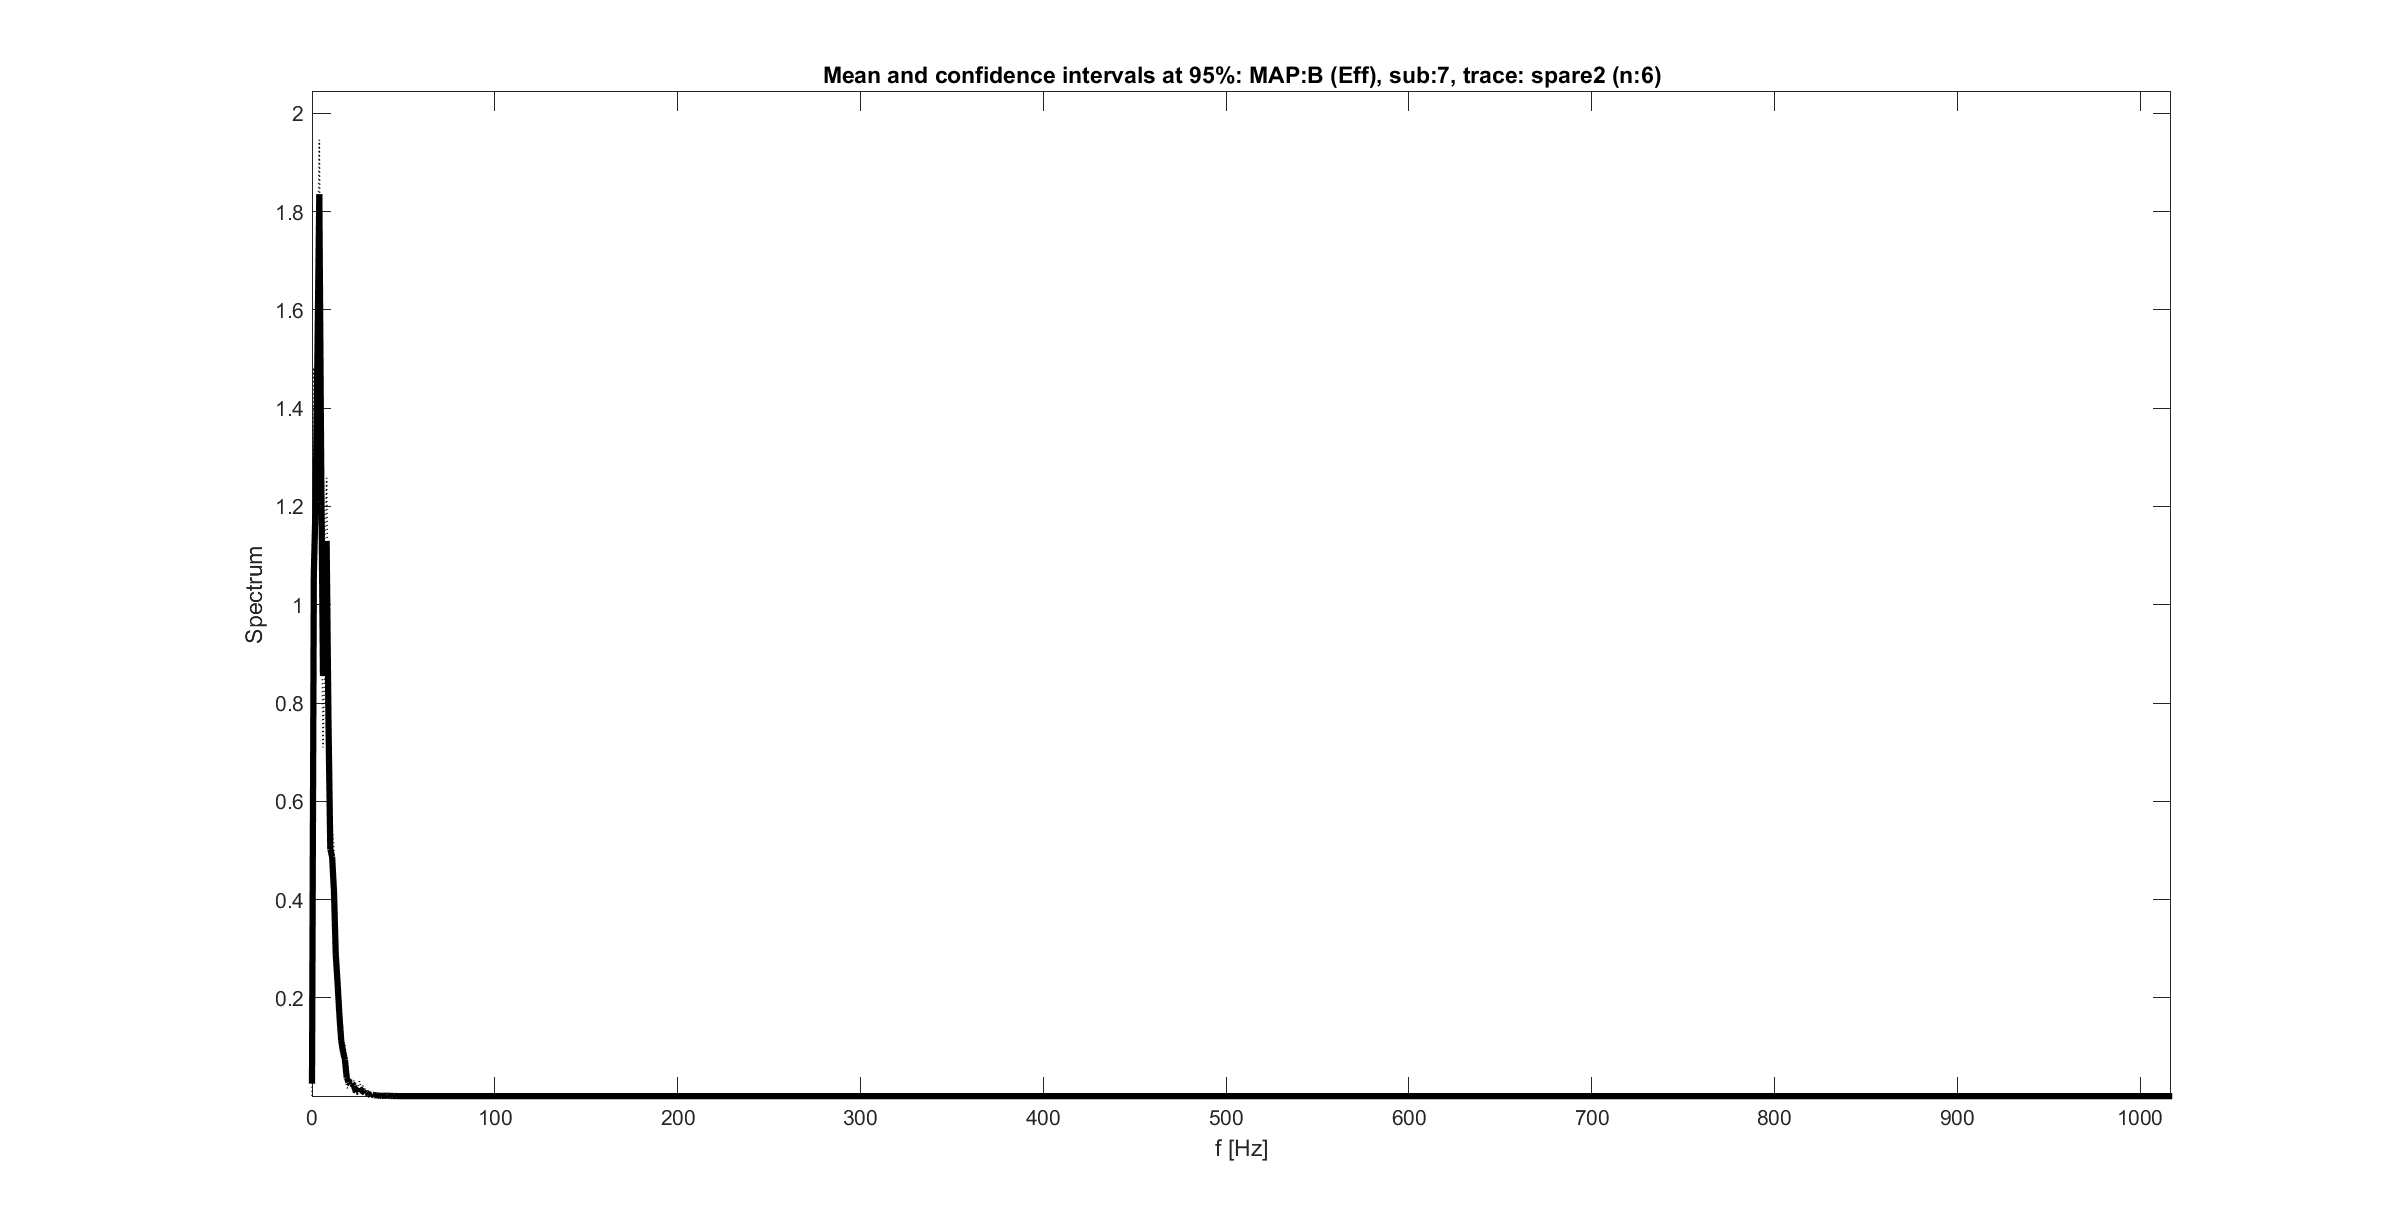 Mean and confidence intervals at 95%: MAP:B (Eff), sub:7, trace: spare2 (n:6)
2
1.8
1.6
1.4
1.2
1
0.8
0.6
0.4
0.2
Spectrum
0 100 200 300 400 500 600 700 800 900 1000
f [Hz]